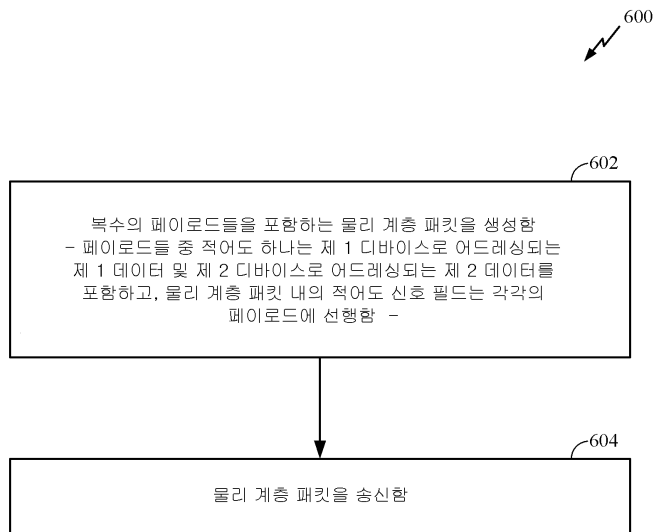 600
602
복수의 페이로드들을 포함하는 물리 계층 패킷을 생성함
– 페이로드들 중 적어도 하나는 제 1 디바이스로 어드레싱되는
제 1 데이터 및 제 2 디바이스로 어드레싱되는 제 2 데이터를
포함하고, 물리 계층 패킷 내의 적어도 신호 필드는 각각의
페이로드에 선행함 –
604
물리 계층 패킷을 송신함